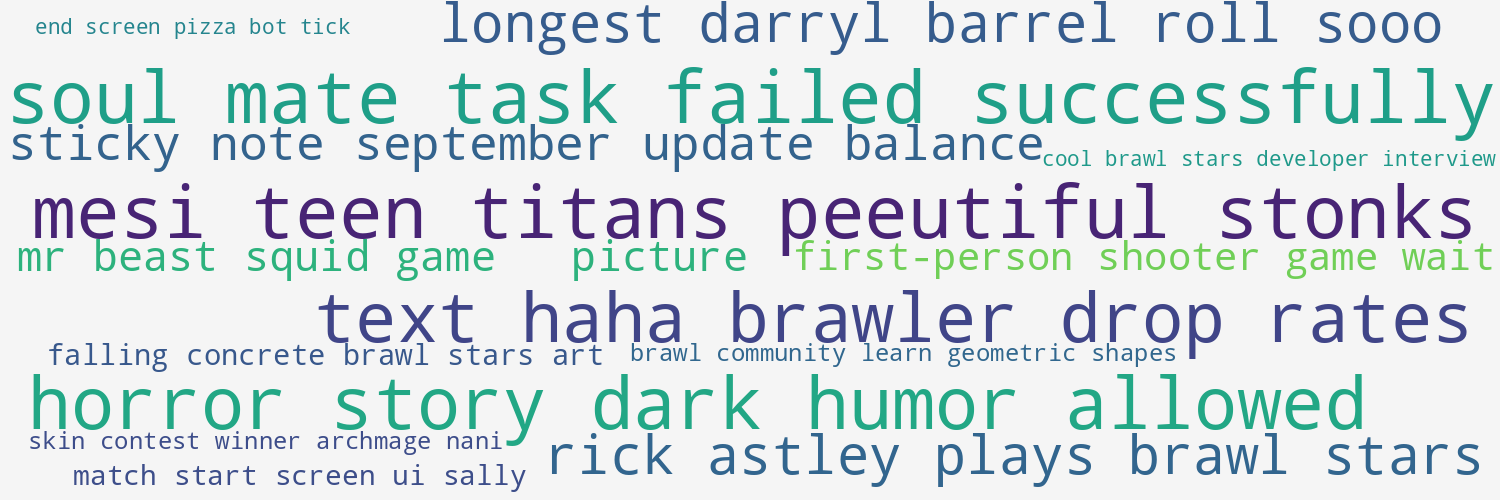 end screen pizza bot tick
longest darryl barrel roll sooo
soul mate task failed successfully
sticky note september update balance
cool brawl stars developer interview
mesi teen titans peeutiful stonks
mr beast squid game
picture
first-person shooter game wait
text haha brawler drop rates
falling concrete brawl stars art
brawl community learn geometric shapes
horror story dark humor allowed
skin contest winner archmage nani
rick astley plays brawl stars
match start screen ui sally